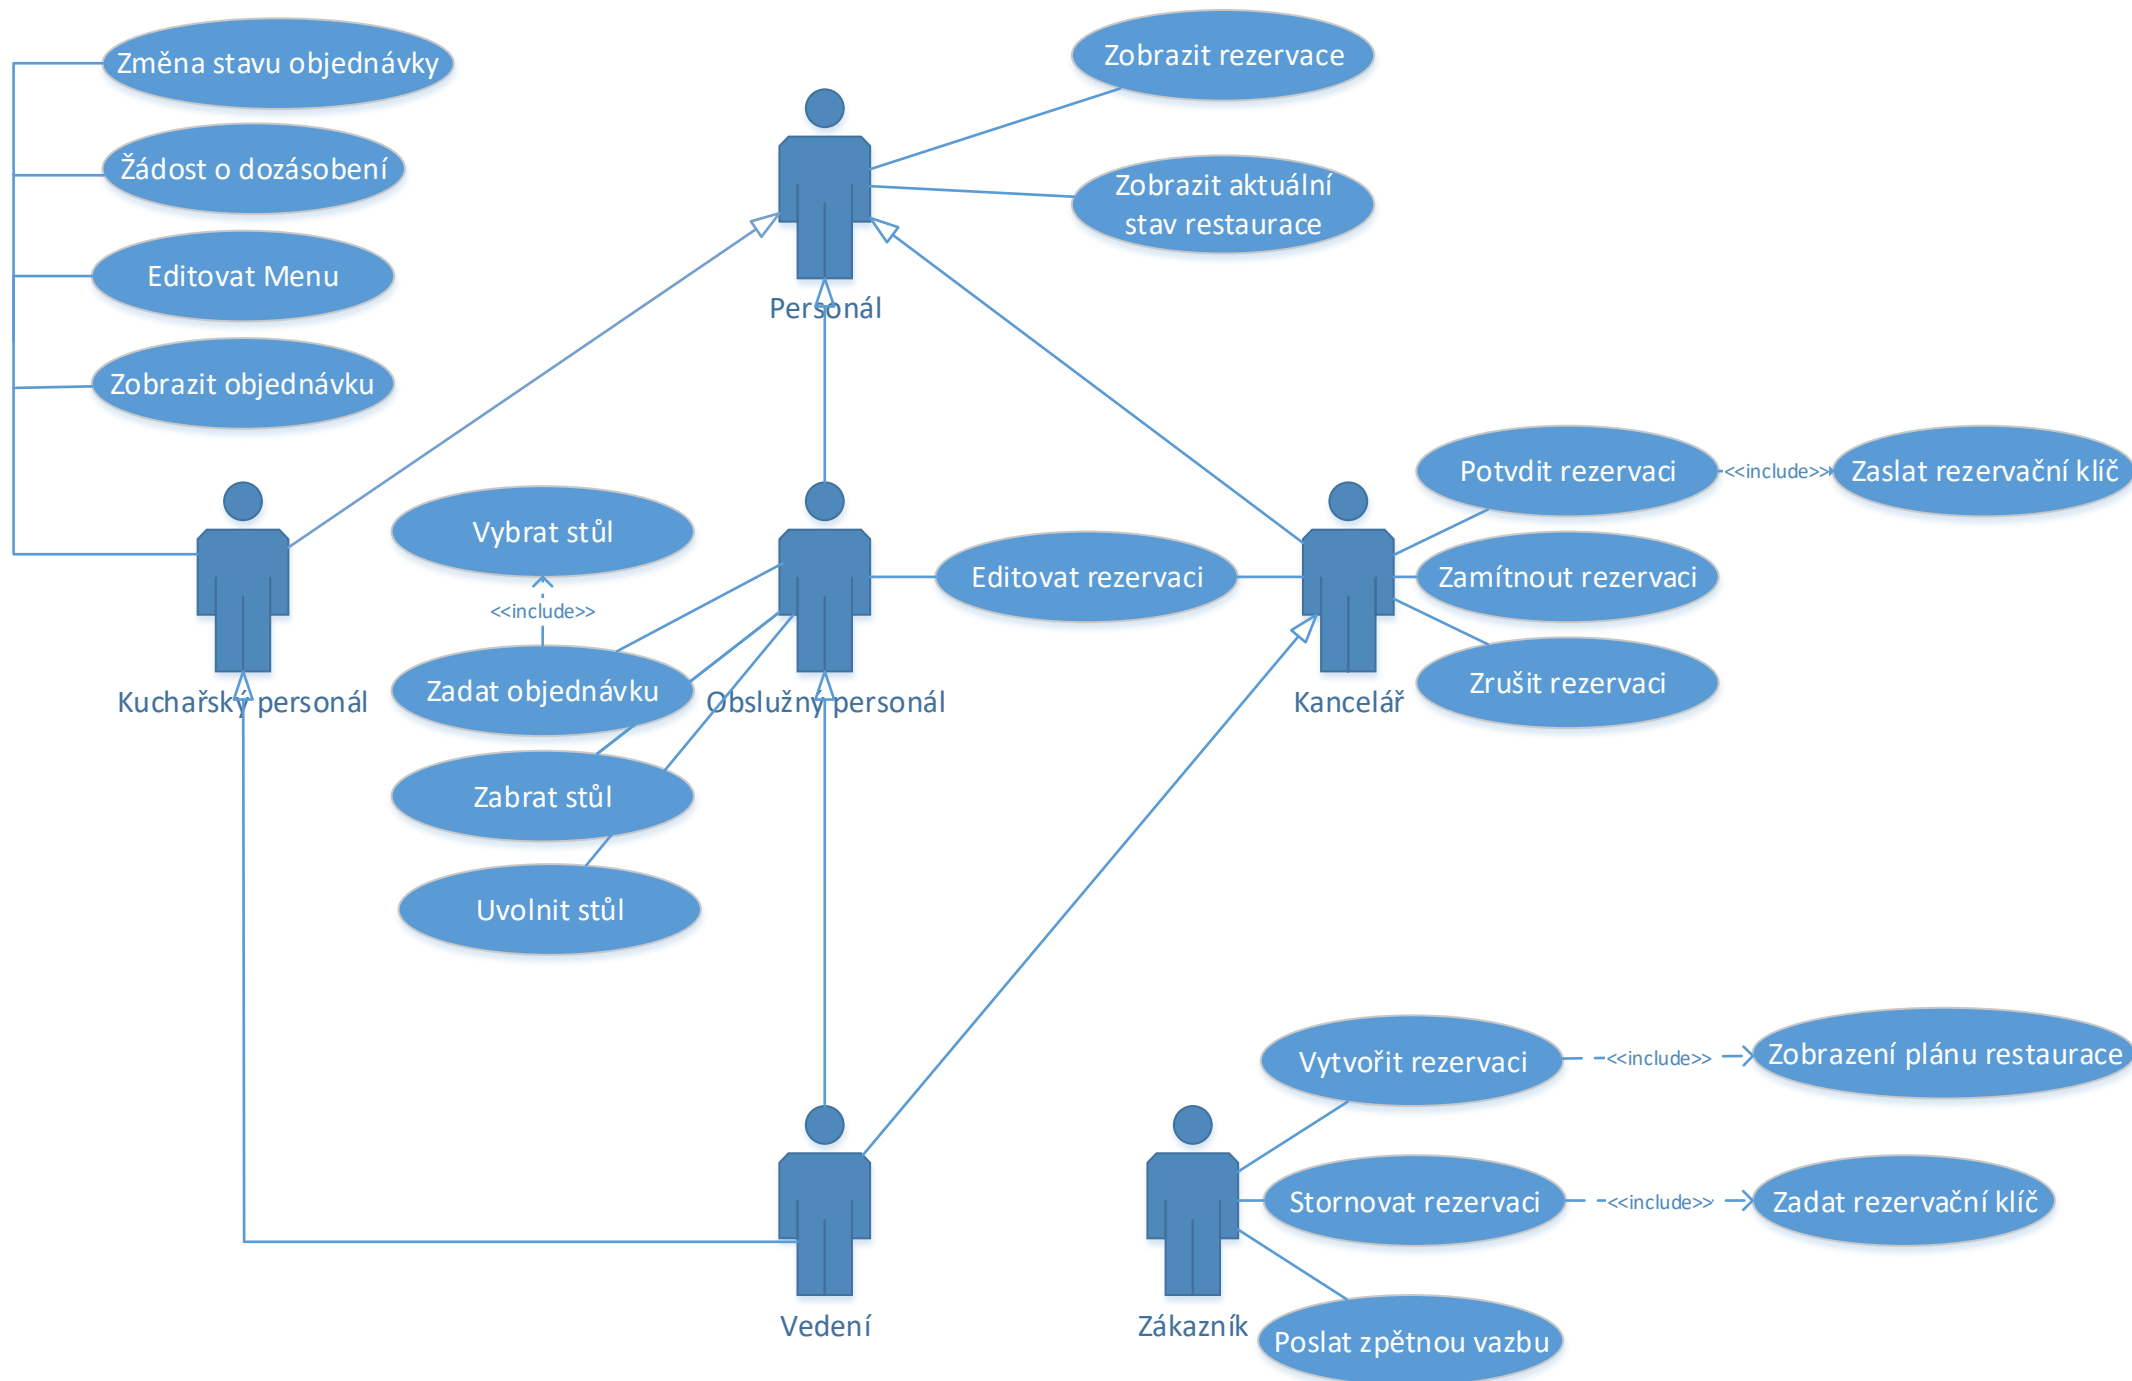 Změna stavu objednávky
Zobrazit rezervace
Žádost o dozásobení
Zobrazit aktuální
stav restaurace
Editovat Menu
Personál
Zobrazit objednávku
Potvdit rezervaci
<<include>>
Zaslat rezervační klíč
Vybrat stůl
Editovat rezervaci
Zamítnout rezervaci
<<include>>
Zadat objednávku
Zrušit rezervaci
Kuchařský personál
Obslužný personál
Kancelář
Zabrat stůl
Uvolnit stůl
Vytvořit rezervaci
<<include>>
Zobrazení plánu restaurace
Stornovat rezervaci
<<include>>
Zadat rezervační klíč
Vedení
Zákazník
Poslat zpětnou vazbu